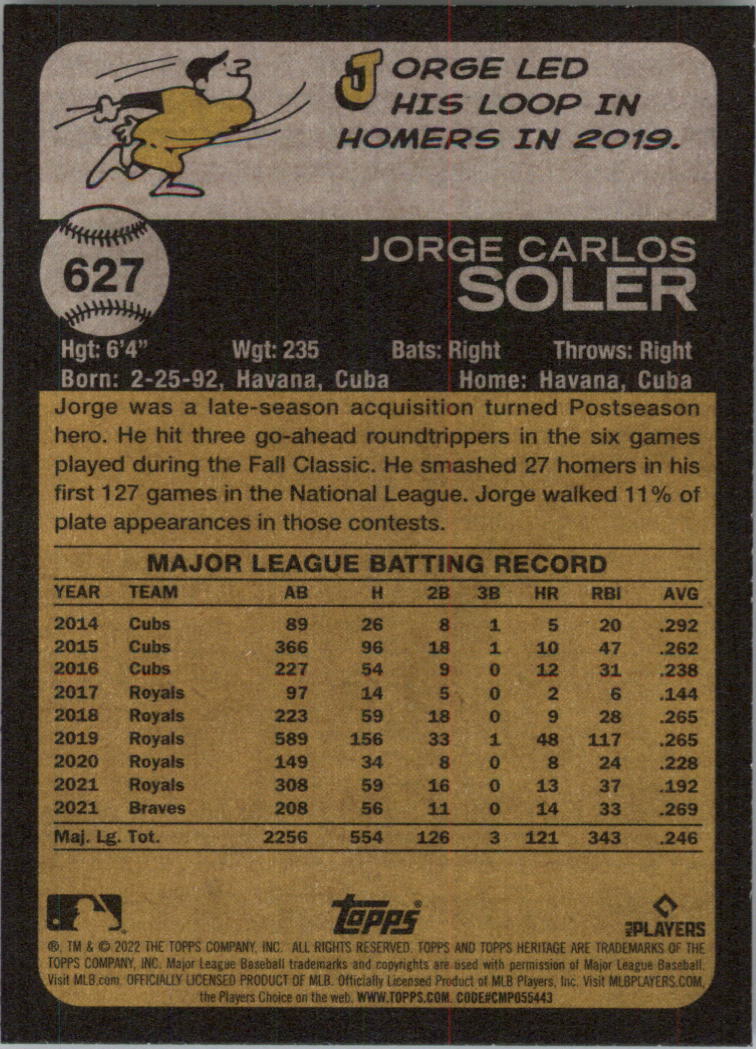 JORGE LED
HIS LOOP IN
HOMERS IN 2019.
627
JORGE CARLOS
SOLER
Hgt: 6'4" Wgt: 235 Bats: Right Throws: Right
Born: 2-25-92, Havana, Cuba Home: Havana, Cuba
Jorge was a late-season acquisition turned Postseason
hero. He hit three go-ahead roundtrippers in the six games
played during the Fall Classic. He smashed 27 homers in his
first 127 games in the National League. Jorge walked 11% of
plate appearances in those contests.
MAJOR LEAGUE BATTING RECORD
YEAR TEAM AB H 2B 3B HR RBI AVG
2014 Cubs 89 26 8 1 5 20 .292
2015 Cubs 366 96 18 1 10 47 .262
2016 Cubs 227 54 9 0 12 31 .238
2017 Royals 97 14 5 0 2 6 .144
2018 Royals 223 59 18 0 9 28 .265
2019 Royals 589 156 33 1 48 117 .265
2020 Royals 149 34 8 0 8 24 .228
2021 Royals 308 59 16 0 13 37 .192
2021 Braves 208 56 11 0 14 33 .269
Maj. Lg. Tot. 2256 554 126 3 121 343 .246
Topps®
MLBPLAYERS
®, TM & © 2022 THE TOPPS COMPANY, INC. ALL RIGHTS RESERVED. TOPPS AND TOPPS HERITAGE ARE TRADEMARKS OF THE
TOPPS COMPANY, INC. Major League Baseball trademarks and copyrights are used with permission of Major League Baseball.
Visit MLB.com. OFFICIALLY LICENSED PRODUCT OF MLB. Officially Licensed Product of MLB Players, Inc. Visit MLBPLAYERS.COM,
the Players Choice on the web. WWW.TOPPS.COM. CODE#CMP055443